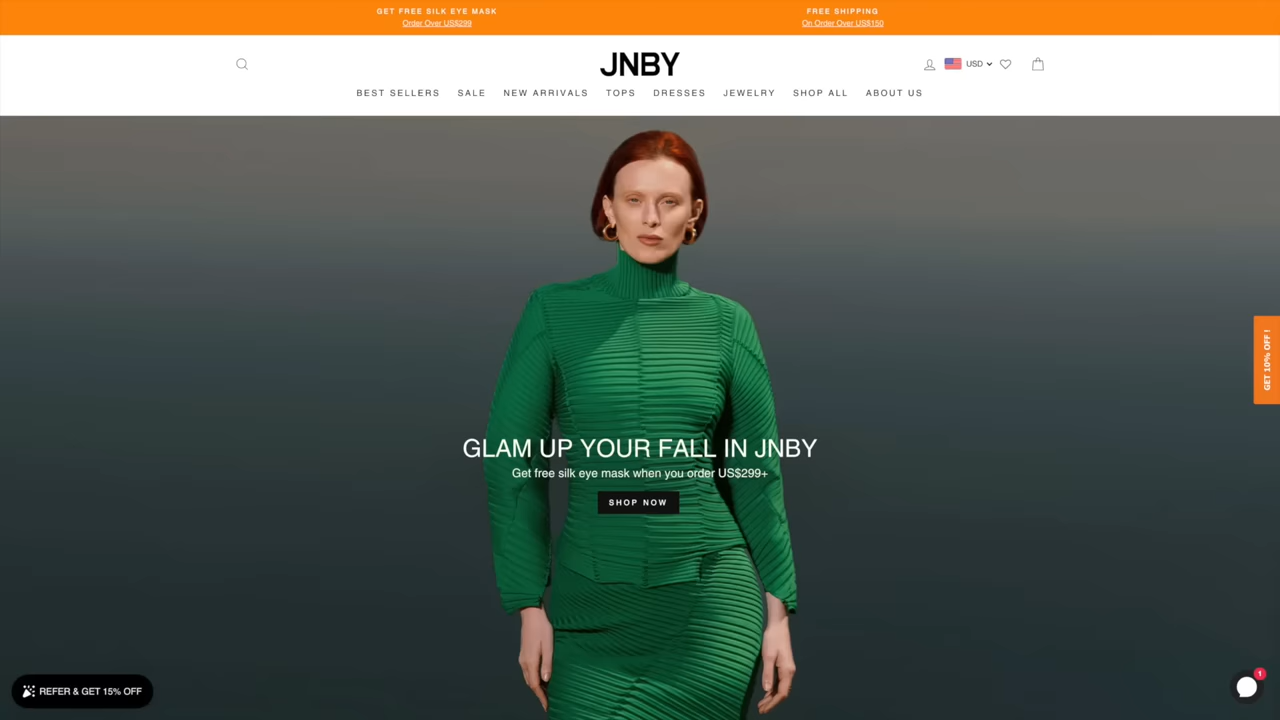 GET FREE SILK EYE MASK
Order Over US$299
FREE SHIPPING
On Order Over US$150
JNBY
USD
BEST SELLERS
SALE
NEW ARRIVALS
TOPS
DRESSES
JEWELRY
SHOP ALL
ABOUT US
GET 10% OFF !
GLAM UP YOUR FALL IN JNBY
Get free silk eye mask when you order US$299+
SHOP NOW
REFER & GET 15% OFF
1